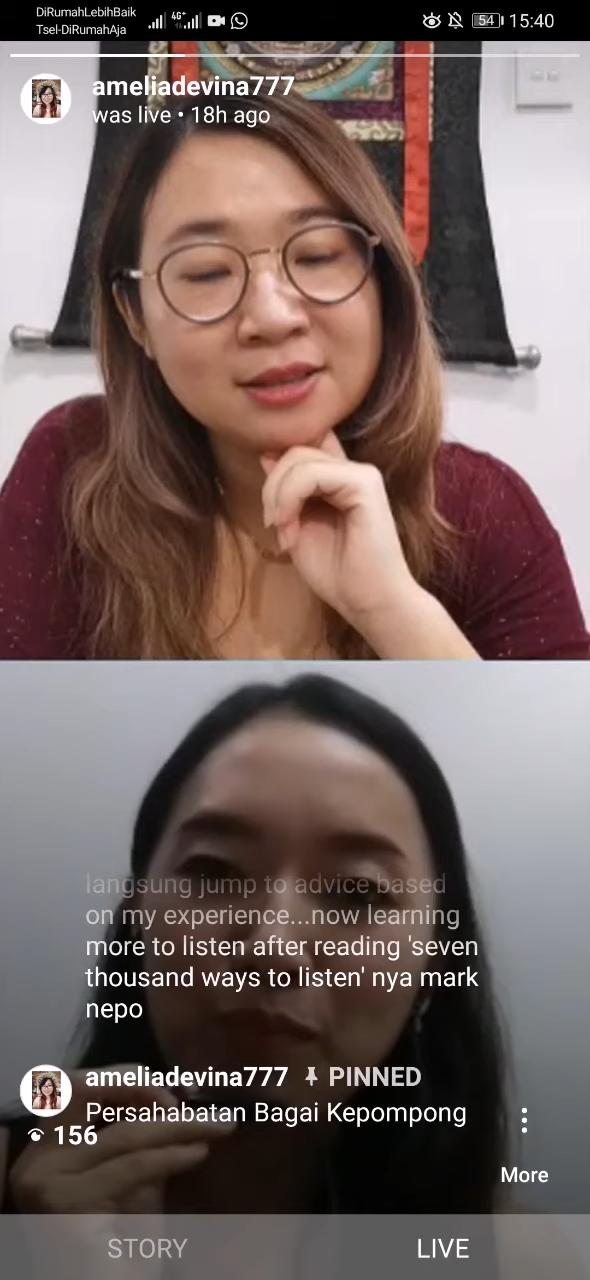 DiRumahLebihBaik
Tsel-DiRumahAja
4G+
54
15:40
ameliadevina777
was live • 18h ago
langsung jump to advice based
on my experience...now learning
more to listen after reading 'seven
thousand ways to listen' nya mark
nepo
ameliadevina777 PINNED
Persahabatan Bagai Kepompong
156
More
STORY
LIVE